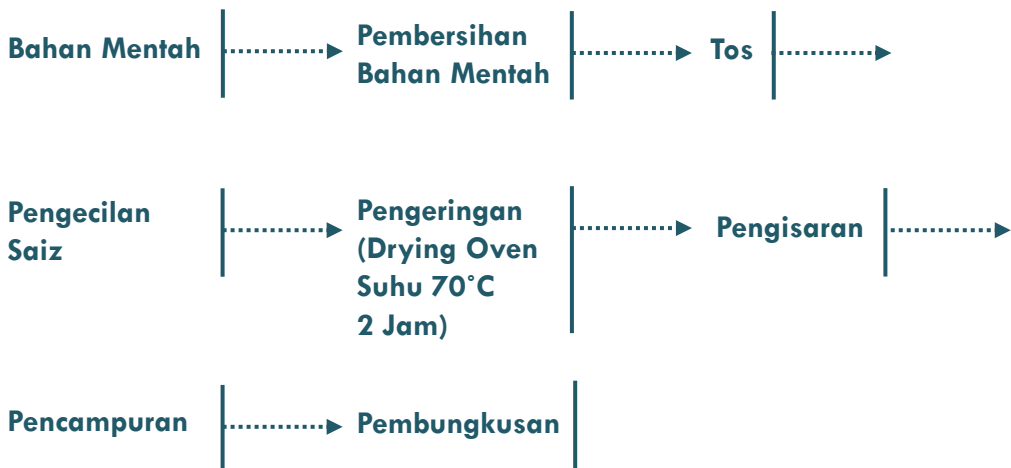 Bahan Mentah
Pembersihan
Bahan Mentah
Tos
Pengecilan
Saiz
Pengeringan
(Drying Oven
Suhu 70°C
2 Jam)
Pengisaran
Pencampuran
Pembungkusan